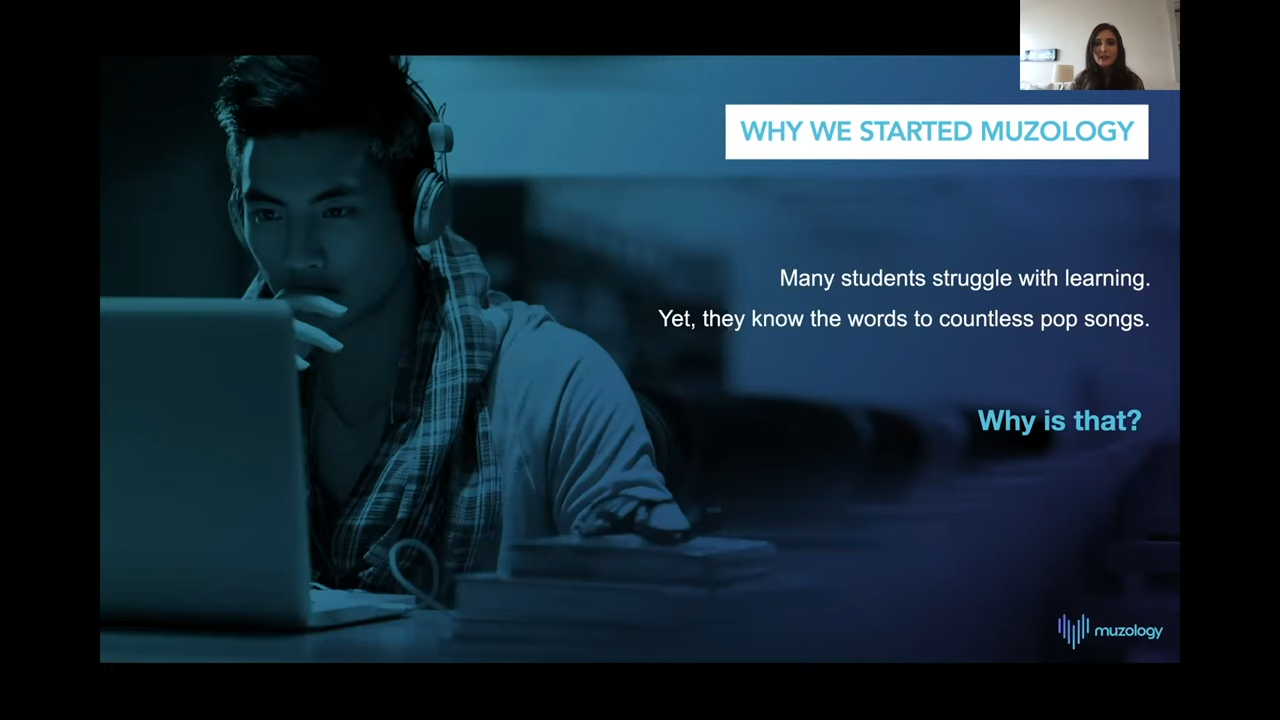 WHY WE STARTED MUZOLOGY
Many students struggle with learning.
Yet, they know the words to countless pop songs.
Why is that?
muzology